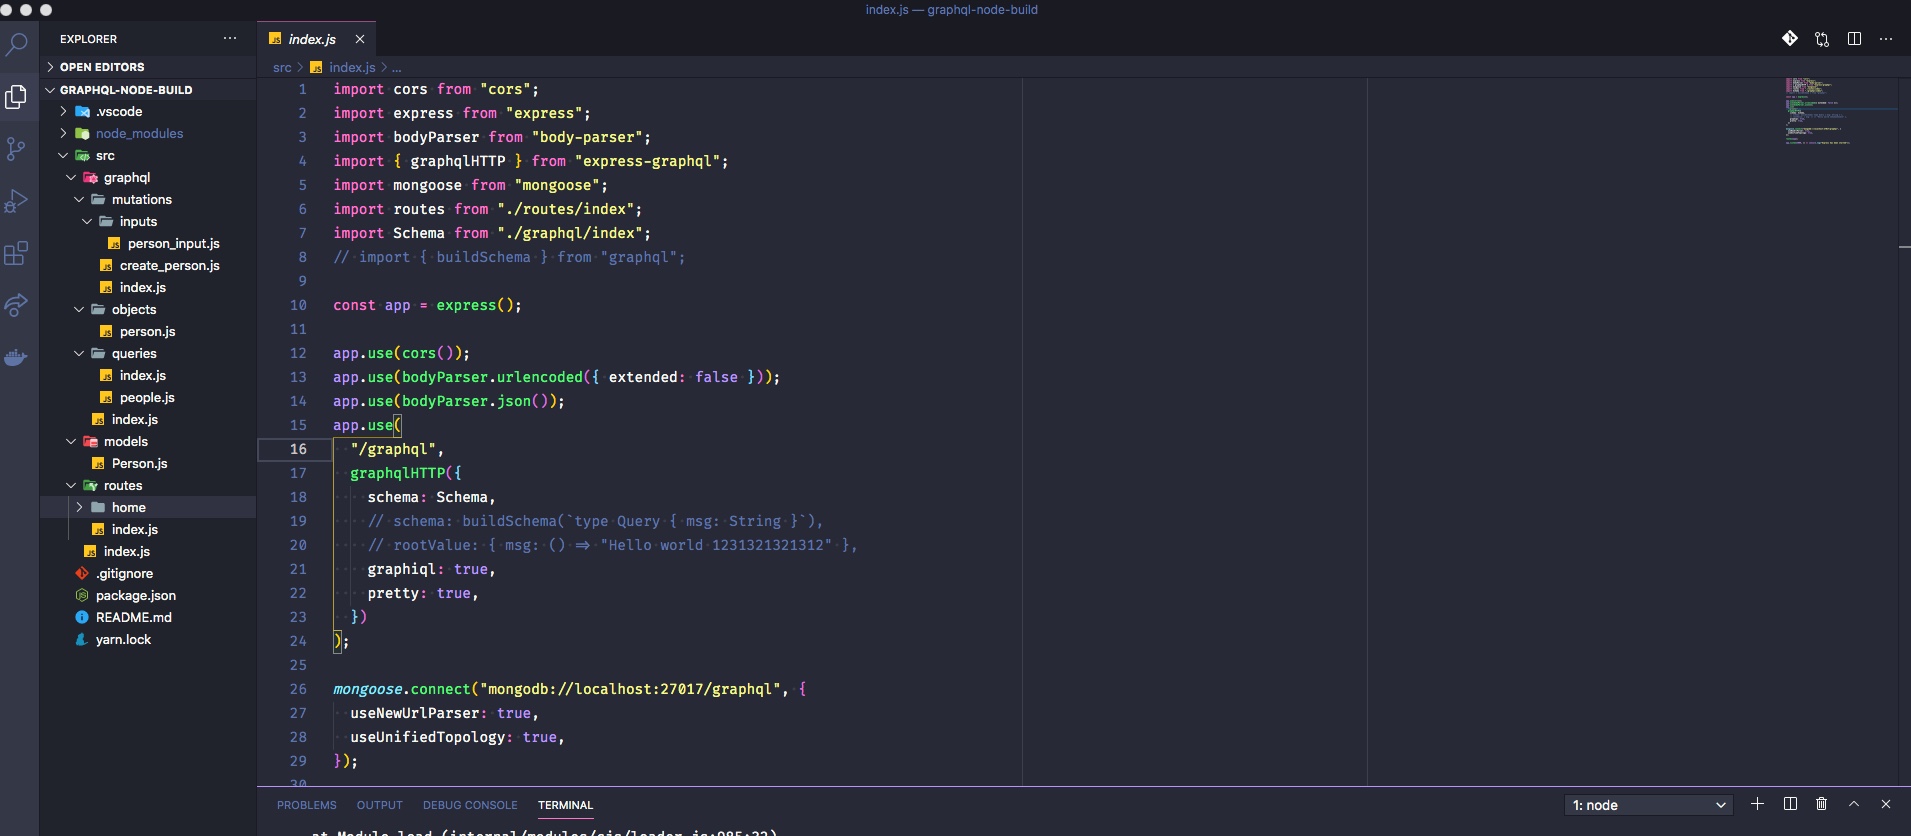 index.js — graphql-node-build
EXPLORER
OPEN EDITORS
GRAPHQL-NODE-BUILD
.vscode
node_modules
src
graphql
mutations
inputs
person_input.js
create_person.js
index.js
objects
person.js
queries
index.js
people.js
index.js
models
Person.js
routes
home
index.js
index.js
.gitignore
package.json
README.md
yarn.lock
index.js
src > index.js > ...
1 import cors from "cors";
2 import express from "express";
3 import bodyParser from "body-parser";
4 import { graphqlHTTP } from "express-graphql";
5 import mongoose from "mongoose";
6 import routes from "./routes/index";
7 import Schema from "./graphql/index";
8 // import { buildSchema } from "graphql";
9
10 const app = express();
11
12 app.use(cors());
13 app.use(bodyParser.urlencoded({ extended: false }));
14 app.use(bodyParser.json());
15 app.use(
16 "/graphql",
17 graphqlHTTP({
18 schema: Schema,
19 // schema: buildSchema(`type Query { msg: String }`),
20 // rootValue: { msg: () => "Hello world 1231321321312" },
21 graphiql: true,
22 pretty: true,
23 })
24 );
25
26 mongoose.connect("mongodb://localhost:27017/graphql", {
27 useNewUrlParser: true,
28 useUnifiedTopology: true,
29 });
30
PROBLEMS OUTPUT DEBUG CONSOLE TERMINAL
1: node
at Module.load (internal/modules/cjs/loader.js:985:32)